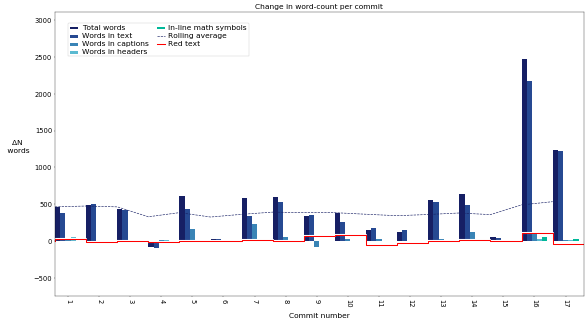 Change in word-count per commit
3000
2500
2000
1500
1000
500
0
−500
ΔN
words
Total words
Words in text
Words in captions
Words in headers
In-line math symbols
Rolling average
Red text
1
2
3
4
5
6
7
8
9
10
11
12
13
14
15
16
17
Commit number